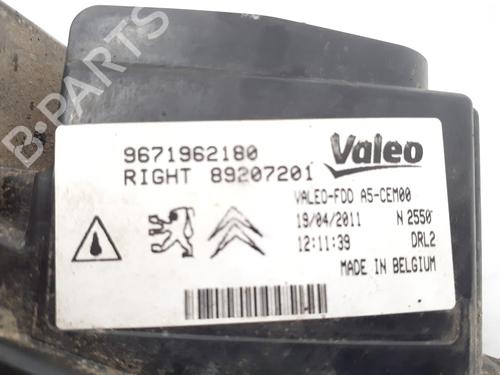 B-PARTS
9671962180
Valeo
RIGHT 89207201
VALEO-FDD A5-CEM00
19/04/2011 N 2550
12:11:39 DRL2
MADE IN BELGIUM